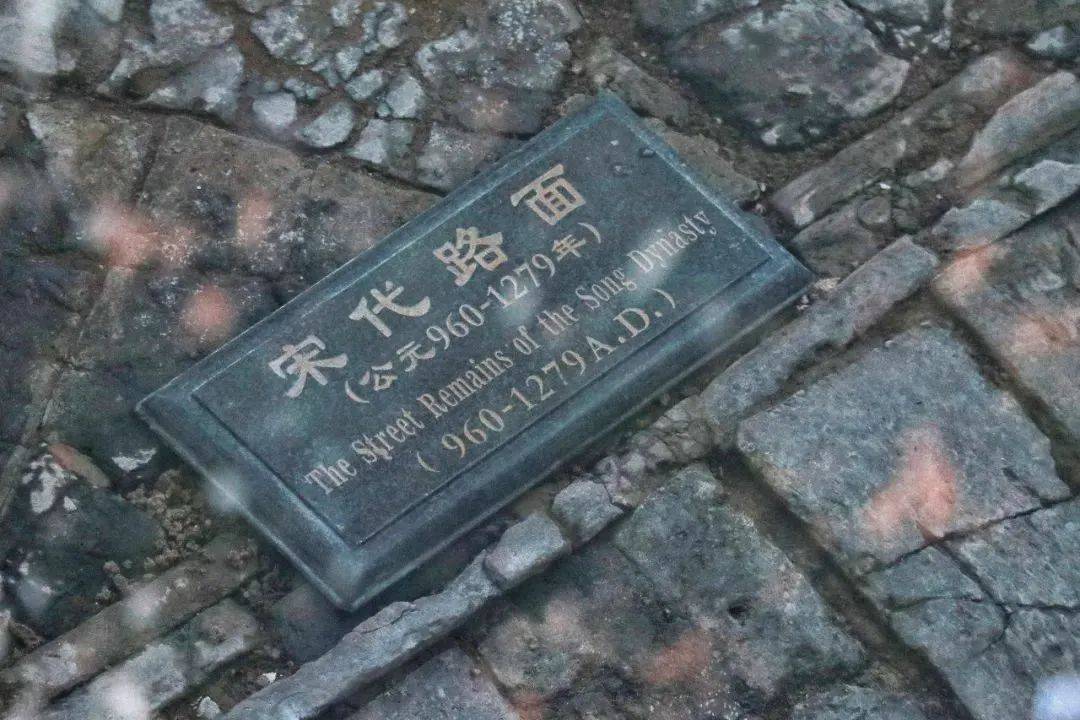 宋代路面
(公元960-1279年)
The Street Remains of the Song Dynasty
(960-1279 A.D.)